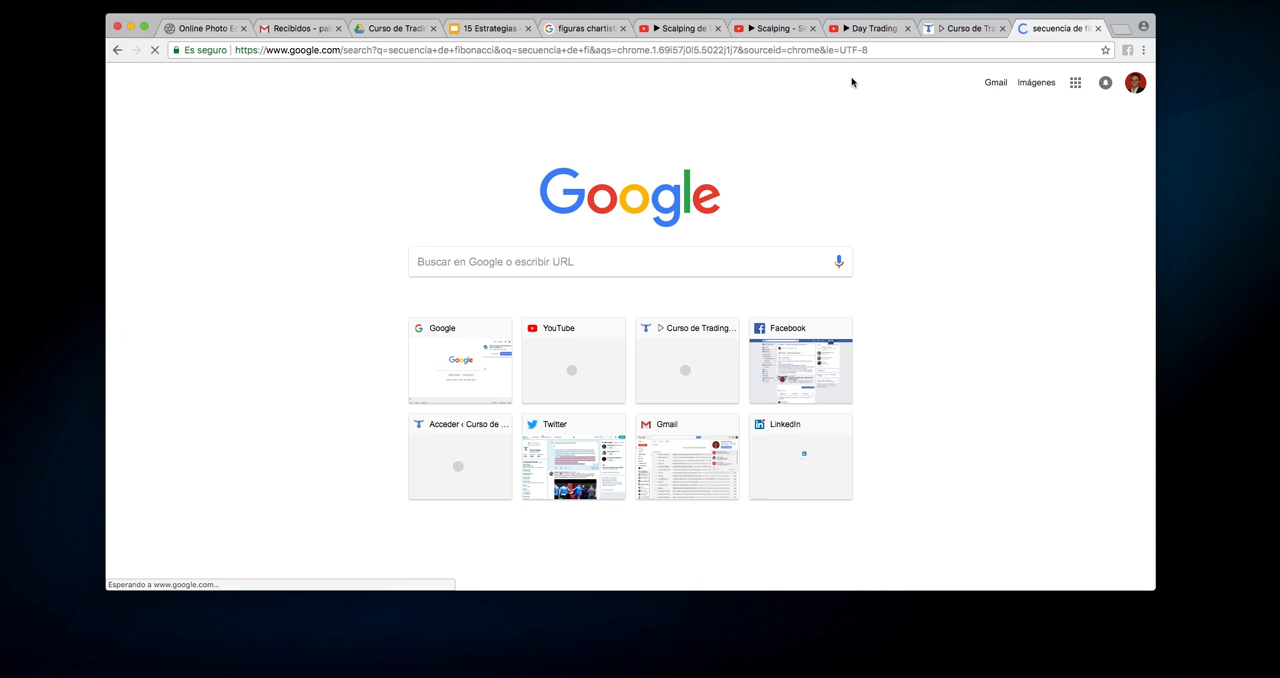 Online Photo E
Recibidos - pab
Curso de Tradi
15 Estrategias
figuras chartist
▶ Scalping de
▶ Scalping - S
▶ Day Trading
▷ Curso de Tra
secuencia de fi
Es seguro
https://www.google.com/search?q=secuencia+de+fibonacci&oq=secuencia+de+fi&aqs=chrome.1.69i57j0l5.5022j1j7&sourceid=chrome&ie=UTF-8
Gmail Imágenes
Google
Buscar en Google o escribir URL
Google
YouTube
▷ Curso de Trading...
Facebook
Acceder ‹ Curso de ...
Twitter
Gmail
LinkedIn
Esperando a www.google.com...